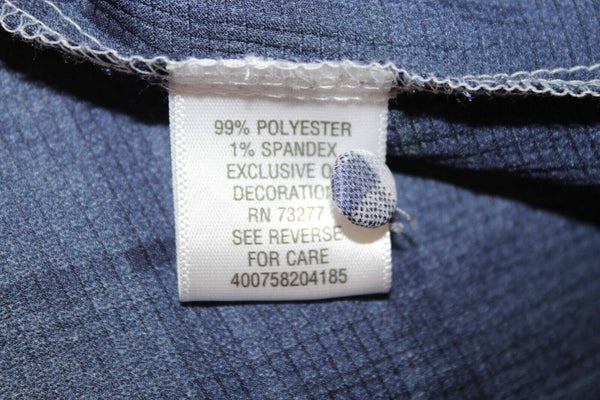 99% POLYESTER
1% SPANDEX
EXCLUSIVE
DECORATION
RN 73277
SEE REVERSE
FOR CARE
400758204185